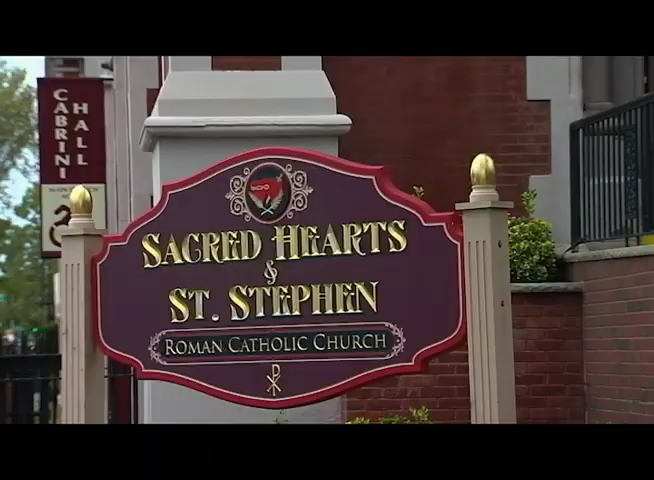 CABRINI
HALL
SACRED HEARTS
&
ST. STEPHEN
ROMAN CATHOLIC CHURCH